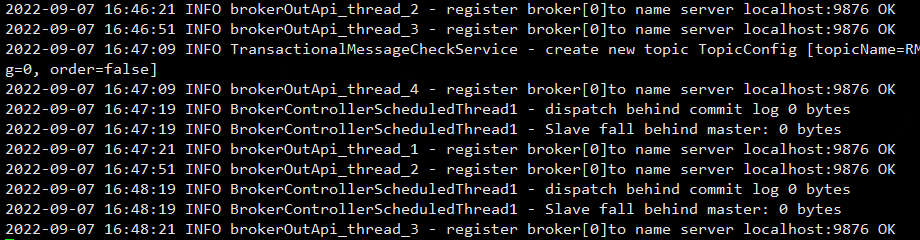 2022-09-07 16:46:21 INFO brokerOutApi_thread_2 - register broker[0]to name server localhost:9876 OK
2022-09-07 16:46:51 INFO brokerOutApi_thread_3 - register broker[0]to name server localhost:9876 OK
2022-09-07 16:47:09 INFO TransactionalMessageCheckService - create new topic TopicConfig [topicName=RM
g=0, order=false]
2022-09-07 16:47:09 INFO brokerOutApi_thread_4 - register broker[0]to name server localhost:9876 OK
2022-09-07 16:47:19 INFO BrokerControllerScheduledThread1 - dispatch behind commit log 0 bytes
2022-09-07 16:47:19 INFO BrokerControllerScheduledThread1 - Slave fall behind master: 0 bytes
2022-09-07 16:47:21 INFO brokerOutApi_thread_1 - register broker[0]to name server localhost:9876 OK
2022-09-07 16:47:51 INFO brokerOutApi_thread_2 - register broker[0]to name server localhost:9876 OK
2022-09-07 16:48:19 INFO BrokerControllerScheduledThread1 - dispatch behind commit log 0 bytes
2022-09-07 16:48:19 INFO BrokerControllerScheduledThread1 - Slave fall behind master: 0 bytes
2022-09-07 16:48:21 INFO brokerOutApi_thread_3 - register broker[0]to name server localhost:9876 OK